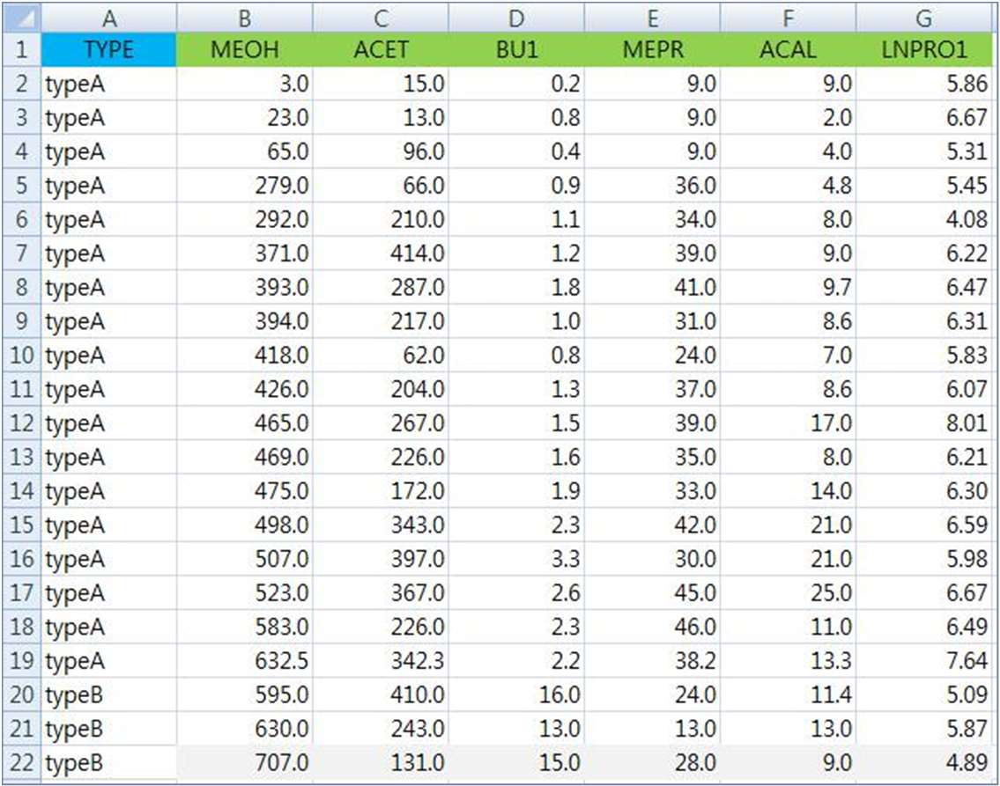 A B C D E F G
1 TYPE MEOH ACET BU1 MEPR ACAL LNPRO1
2 typeA 3.0 15.0 0.2 9.0 9.0 5.86
3 typeA 23.0 13.0 0.8 9.0 2.0 6.67
4 typeA 65.0 96.0 0.4 9.0 4.0 5.31
5 typeA 279.0 66.0 0.9 36.0 4.8 5.45
6 typeA 292.0 210.0 1.1 34.0 8.0 4.08
7 typeA 371.0 414.0 1.2 39.0 9.0 6.22
8 typeA 393.0 287.0 1.8 41.0 9.7 6.47
9 typeA 394.0 217.0 1.0 31.0 8.6 6.31
10 typeA 418.0 62.0 0.8 24.0 7.0 5.83
11 typeA 426.0 204.0 1.3 37.0 8.6 6.07
12 typeA 465.0 267.0 1.5 39.0 17.0 8.01
13 typeA 469.0 226.0 1.6 35.0 8.0 6.21
14 typeA 475.0 172.0 1.9 33.0 14.0 6.30
15 typeA 498.0 343.0 2.3 42.0 21.0 6.59
16 typeA 507.0 397.0 3.3 30.0 21.0 5.98
17 typeA 523.0 367.0 2.6 45.0 25.0 6.67
18 typeA 583.0 226.0 2.3 46.0 11.0 6.49
19 typeA 632.5 342.3 2.2 38.2 13.3 7.64
20 typeB 595.0 410.0 16.0 24.0 11.4 5.09
21 typeB 630.0 243.0 13.0 13.0 13.0 5.87
22 typeB 707.0 131.0 15.0 28.0 9.0 4.89